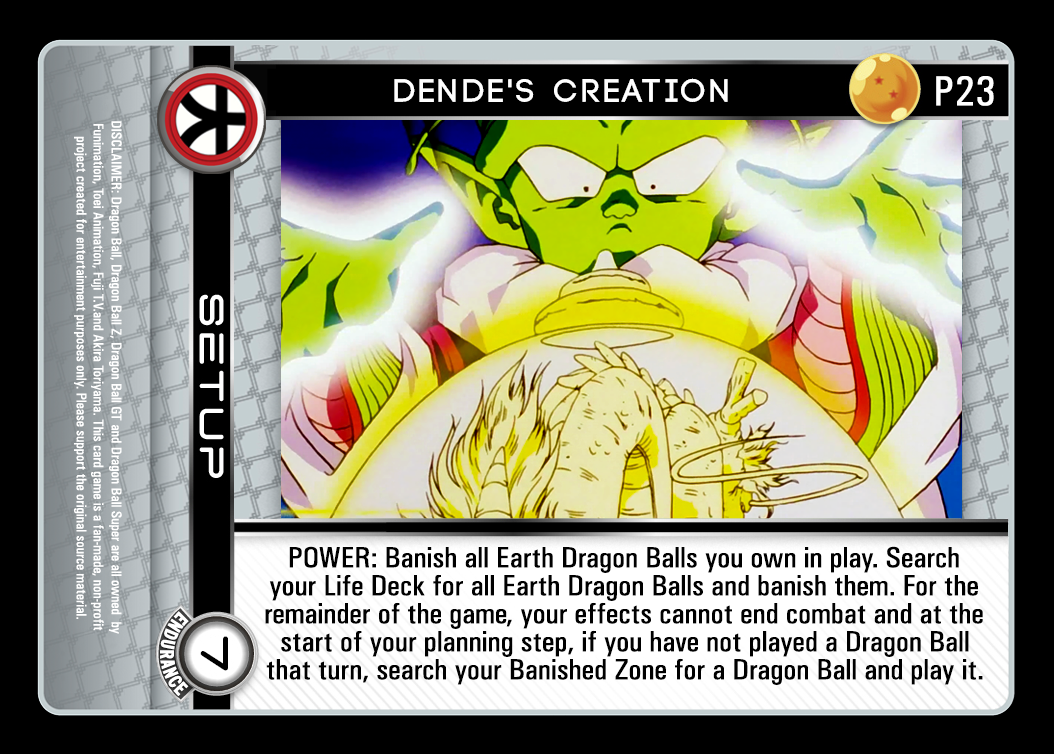 DENDE'S CREATION
P23
DISCLAIMER: Dragon Ball, Dragon Ball Z, Dragon Ball GT and Dragon Ball Super are all owned by
Funimation, Toei Animation, Fuji T.V.and Akira Toriyama. This card game is a fan-made, non-profit
project created for entertainment purposes only. Please support the original source material.
SETUP
ENDURANCE
7
POWER: Banish all Earth Dragon Balls you own in play. Search
your Life Deck for all Earth Dragon Balls and banish them. For the
remainder of the game, your effects cannot end combat and at the
start of your planning step, if you have not played a Dragon Ball
that turn, search your Banished Zone for a Dragon Ball and play it.